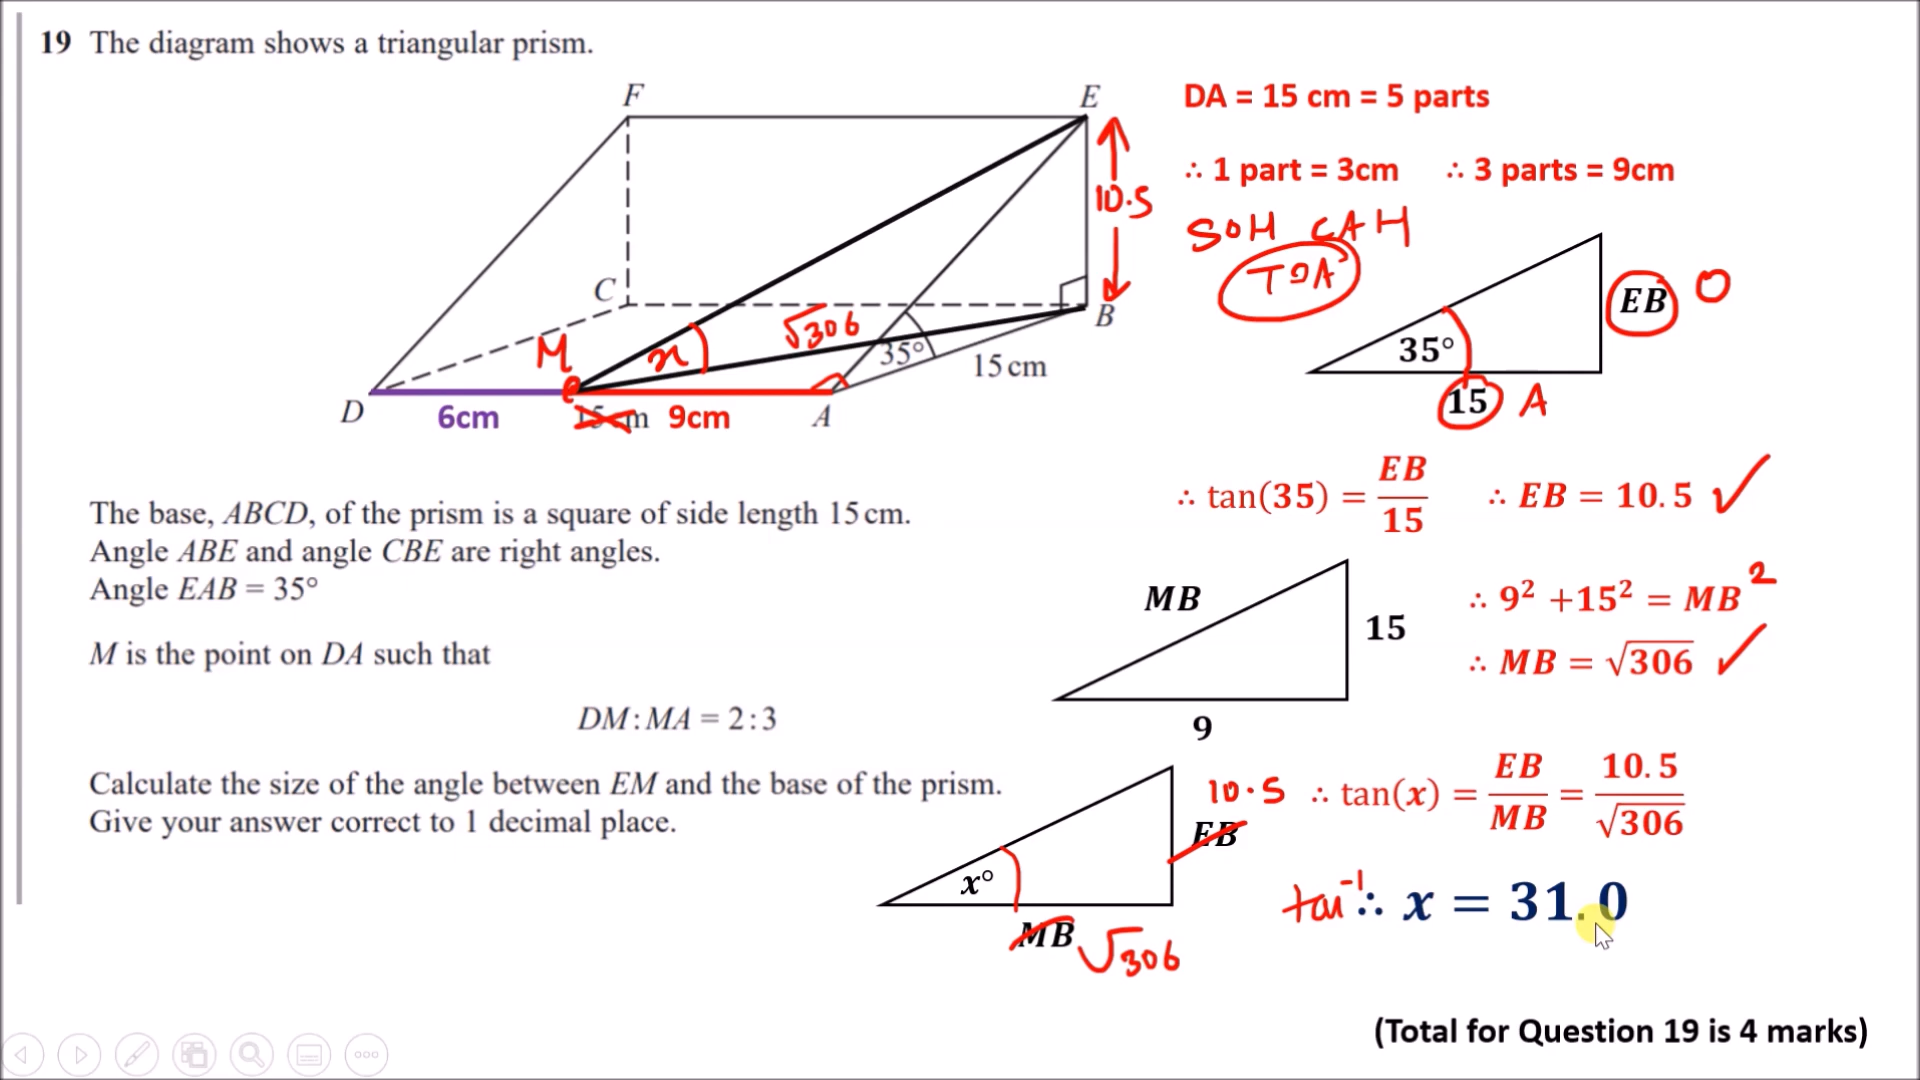 19 The diagram shows a triangular prism.
F
E
C
B
M
x
√306
35°
15 cm
10.5
D
6cm
15 cm
9cm
A
DA = 15 cm = 5 parts
∴ 1 part = 3cm ∴ 3 parts = 9cm
SOH CAH
TOA
35°
EB O
15 A
∴ tan(35) = EB/15 ∴ EB = 10.5 ✓
MB
15
9
∴ 9² +15² = MB²
∴ MB = √306 ✓
The base, ABCD, of the prism is a square of side length 15 cm.
Angle ABE and angle CBE are right angles.
Angle EAB = 35°
M is the point on DA such that
DM : MA = 2 : 3
Calculate the size of the angle between EM and the base of the prism.
Give your answer correct to 1 decimal place.
x°
10.5
EB
MB √306
∴ tan(x) = EB/MB = 10.5/√306
tan⁻¹ ∴ x = 31.0
(Total for Question 19 is 4 marks)